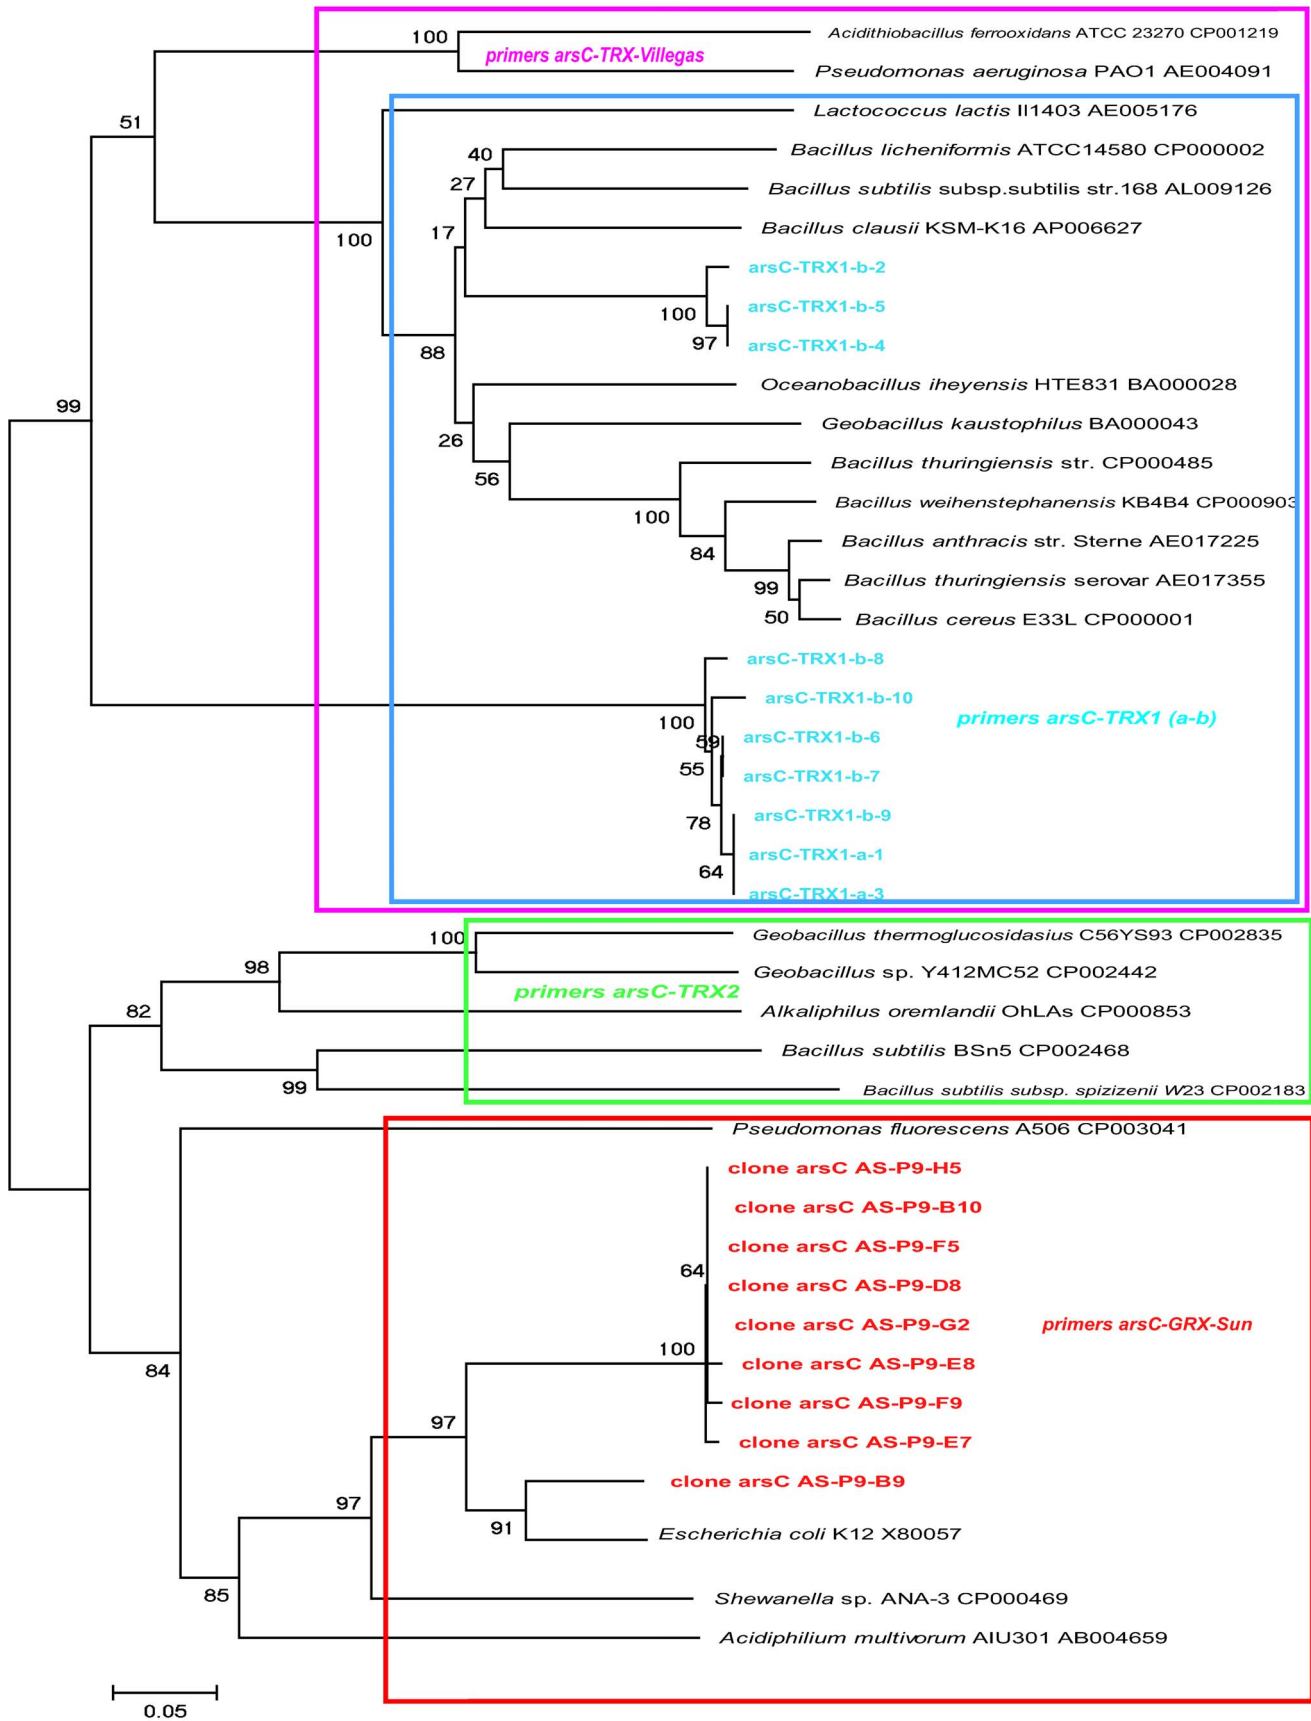 100
Acidithiobacillus ferrooxidans ATCC 23270 CP001219
primers arsC-TRX-Villegas
Pseudomonas aeruginosa PAO1 AE004091
51
Lactococcus lactis Il1403 AE005176
40
Bacillus licheniformis ATCC14580 CP000002
27
Bacillus subtilis subsp.subtilis str.168 AL009126
17
Bacillus clausii KSM-K16 AP006627
100
arsC-TRX1-b-2
100
arsC-TRX1-b-5
97
arsC-TRX1-b-4
88
Oceanobacillus iheyensis HTE831 BA000028
99
26
Geobacillus kaustophilus BA000043
56
Bacillus thuringiensis str. CP000485
100
Bacillus weihenstephanensis KB4B4 CP000903
84
Bacillus anthracis str. Sterne AE017225
99
Bacillus thuringiensis serovar AE017355
50
Bacillus cereus E33L CP000001
arsC-TRX1-b-8
arsC-TRX1-b-10
100
primers arsC-TRX1 (a-b)
59
arsC-TRX1-b-6
55
arsC-TRX1-b-7
78
arsC-TRX1-b-9
64
arsC-TRX1-a-1
arsC-TRX1-a-3
100
Geobacillus thermoglucosidasius C56YS93 CP002835
98
Geobacillus sp. Y412MC52 CP002442
primers arsC-TRX2
82
Alkaliphilus oremlandii OhLAs CP000853
Bacillus subtilis BSn5 CP002468
99
Bacillus subtilis subsp. spizizenii W23 CP002183
Pseudomonas fluorescens A506 CP003041
clone arsC AS-P9-H5
clone arsC AS-P9-B10
clone arsC AS-P9-F5
64
clone arsC AS-P9-D8
clone arsC AS-P9-G2
primers arsC-GRX-Sun
100
clone arsC AS-P9-E8
84
clone arsC AS-P9-F9
97
clone arsC AS-P9-E7
clone arsC AS-P9-B9
97
91
Escherichia coli K12 X80057
85
Shewanella sp. ANA-3 CP000469
Acidiphilium multivorum AIU301 AB004659
0.05